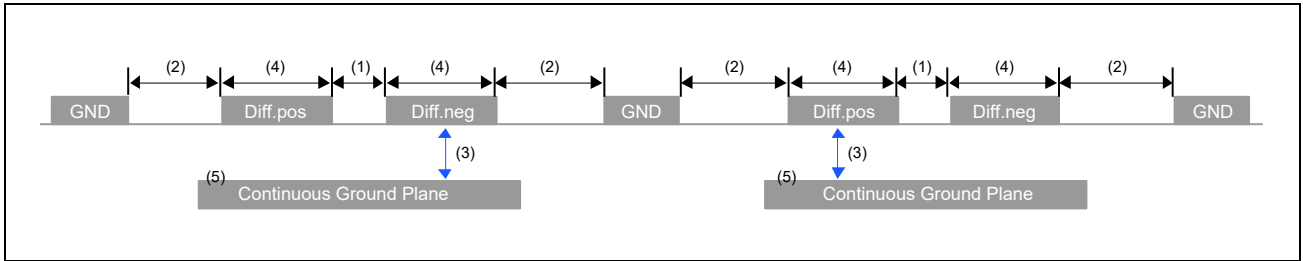 (2) (4) (1) (4) (2) (2) (4) (1) (4) (2)
GND Diff.pos Diff.neg GND Diff.pos Diff.neg GND
(3) (3)
(5) (5)
Continuous Ground Plane Continuous Ground Plane